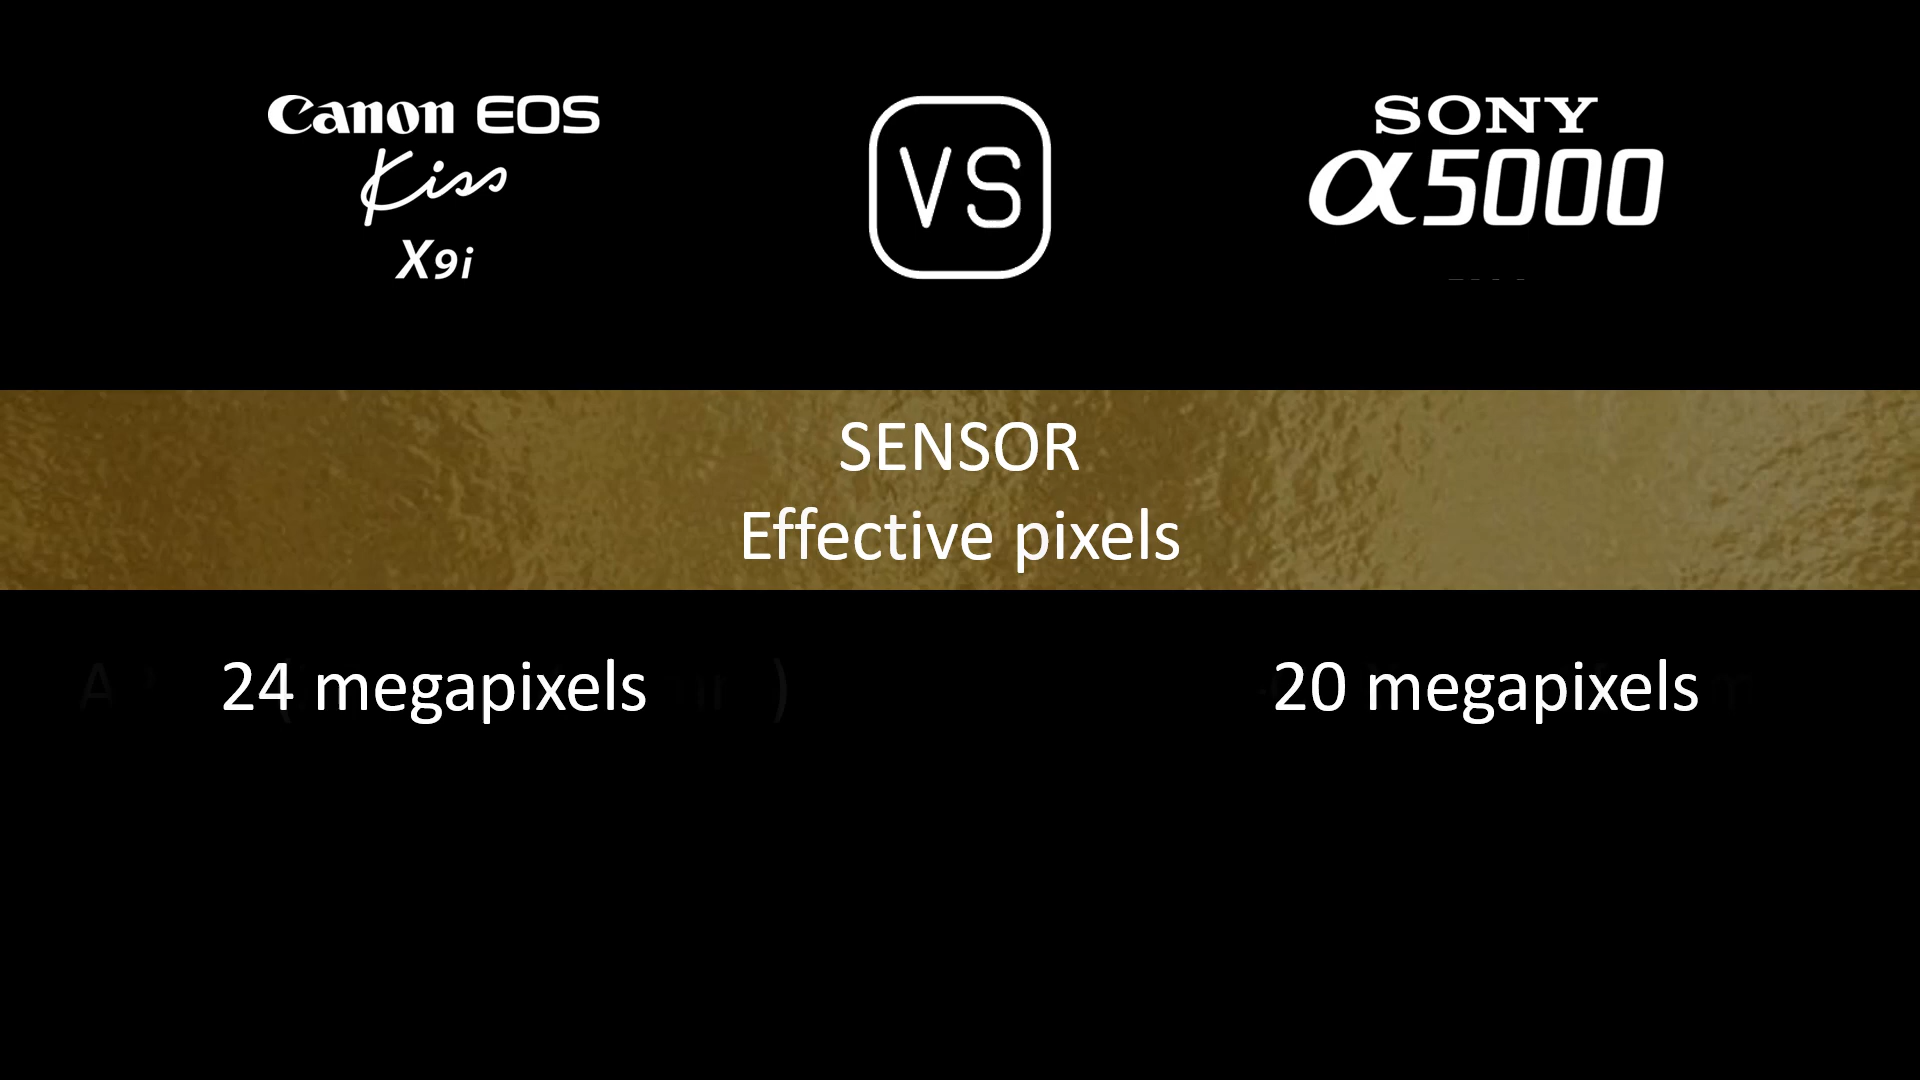 Canon EOS
Kiss
X9i
VS
SONY
α5000
SENSOR
Effective pixels
24 megapixels
20 megapixels